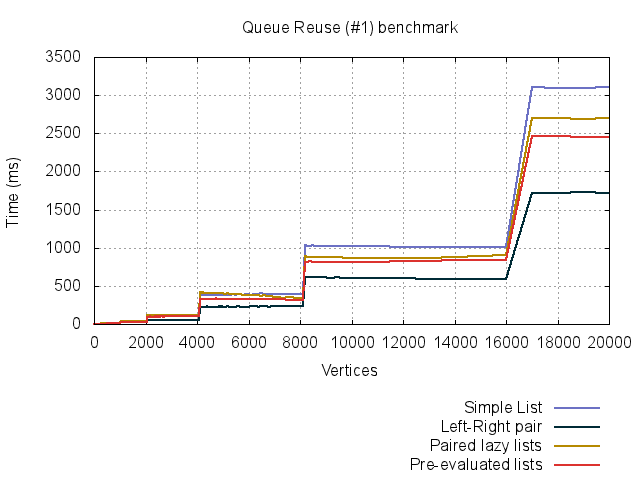 Queue Reuse (#1) benchmark
3500
3000
2500
2000
1500
1000
500
0
Time (ms)
0 2000 4000 6000 8000 10000 12000 14000 16000 18000 20000
Vertices
Simple List
Left-Right pair
Paired lazy lists
Pre-evaluated lists